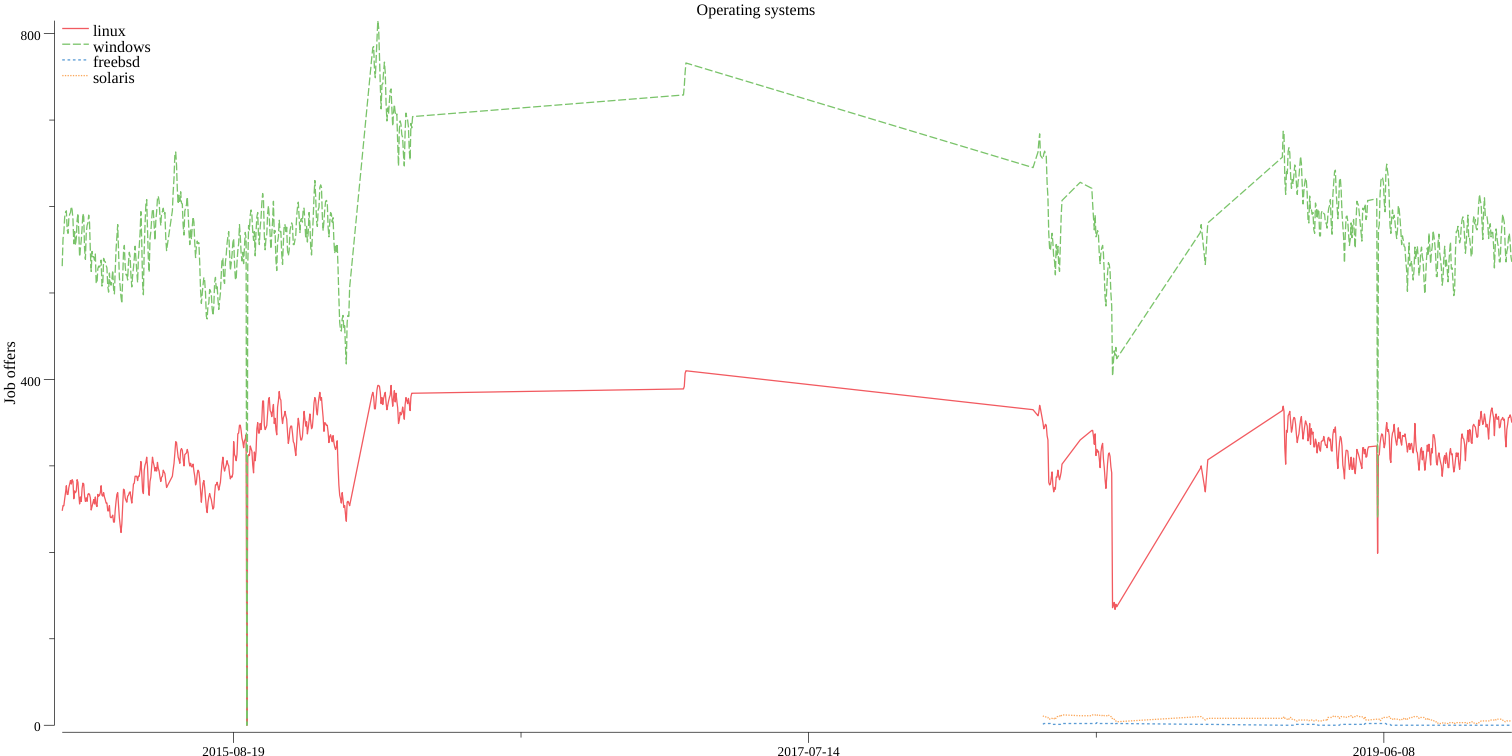 Operating systems
800
linux
windows
freebsd
solaris
400
Job offers
0
2015-08-19
2017-07-14
2019-06-08